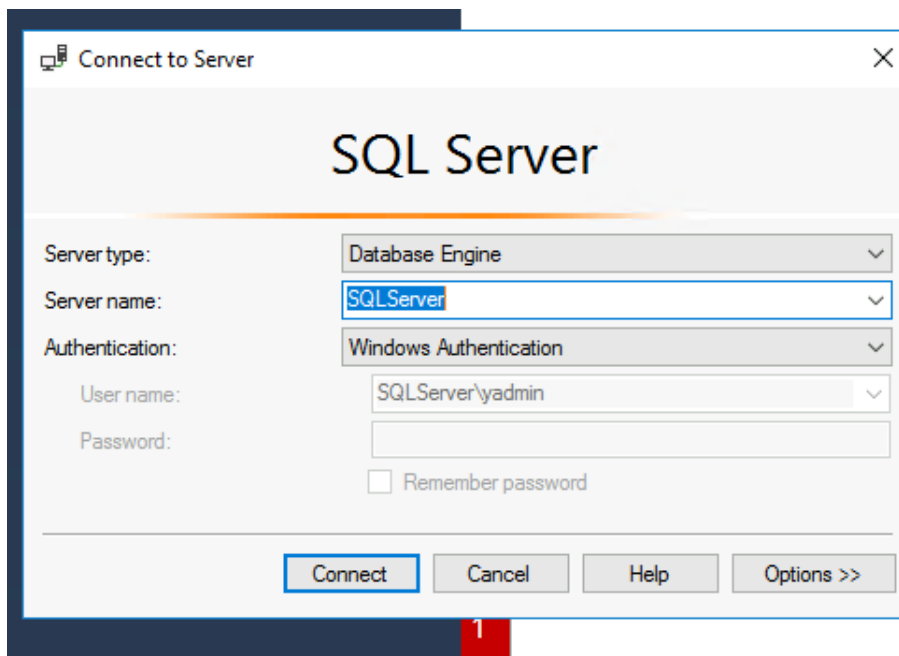 Connect to Server
SQL Server
Server type: Database Engine
Server name: SQLServer
Authentication: Windows Authentication
User name: SQLServer\yadmin
Password:
Remember password
Connect Cancel Help Options >>
1